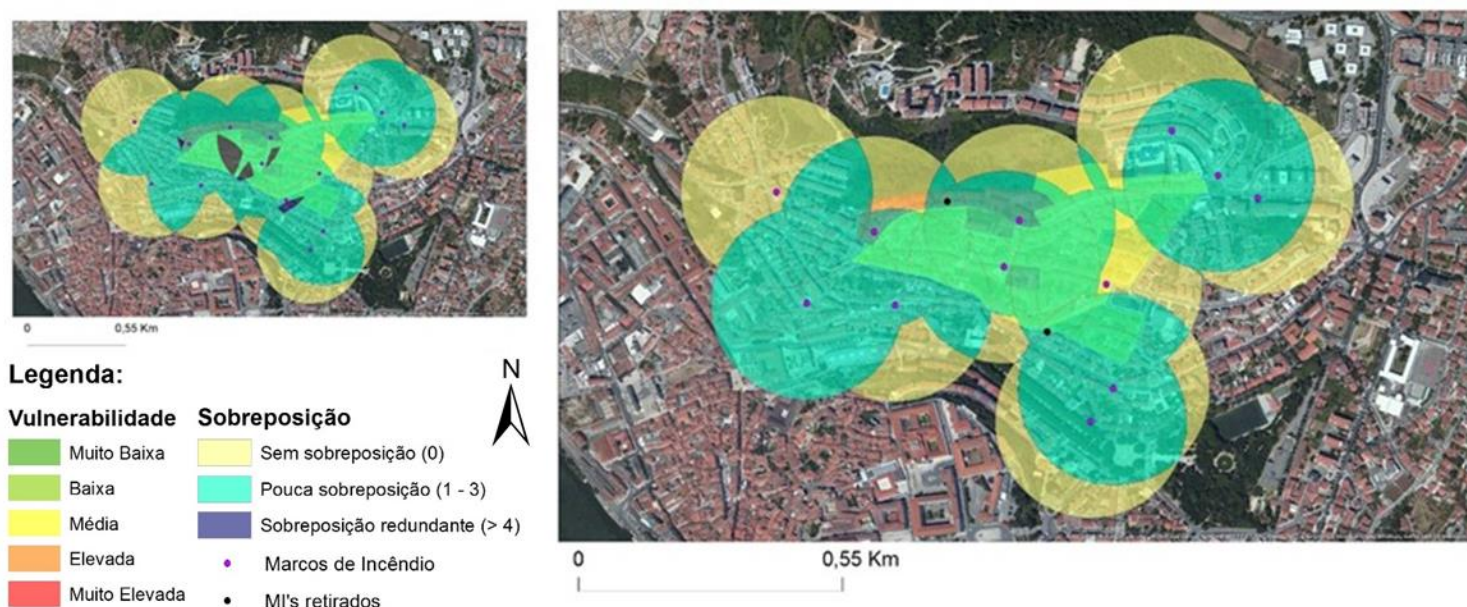 0 0,55 Km
Legenda:
Vulnerabilidade
Muito Baixa
Baixa
Média
Elevada
Muito Elevada
Sobreposição
Sem sobreposição (0)
Pouca sobreposição (1 - 3)
Sobreposição redundante (> 4)
Marcos de Incêndio
MI's retirados
N
0 0,55 Km